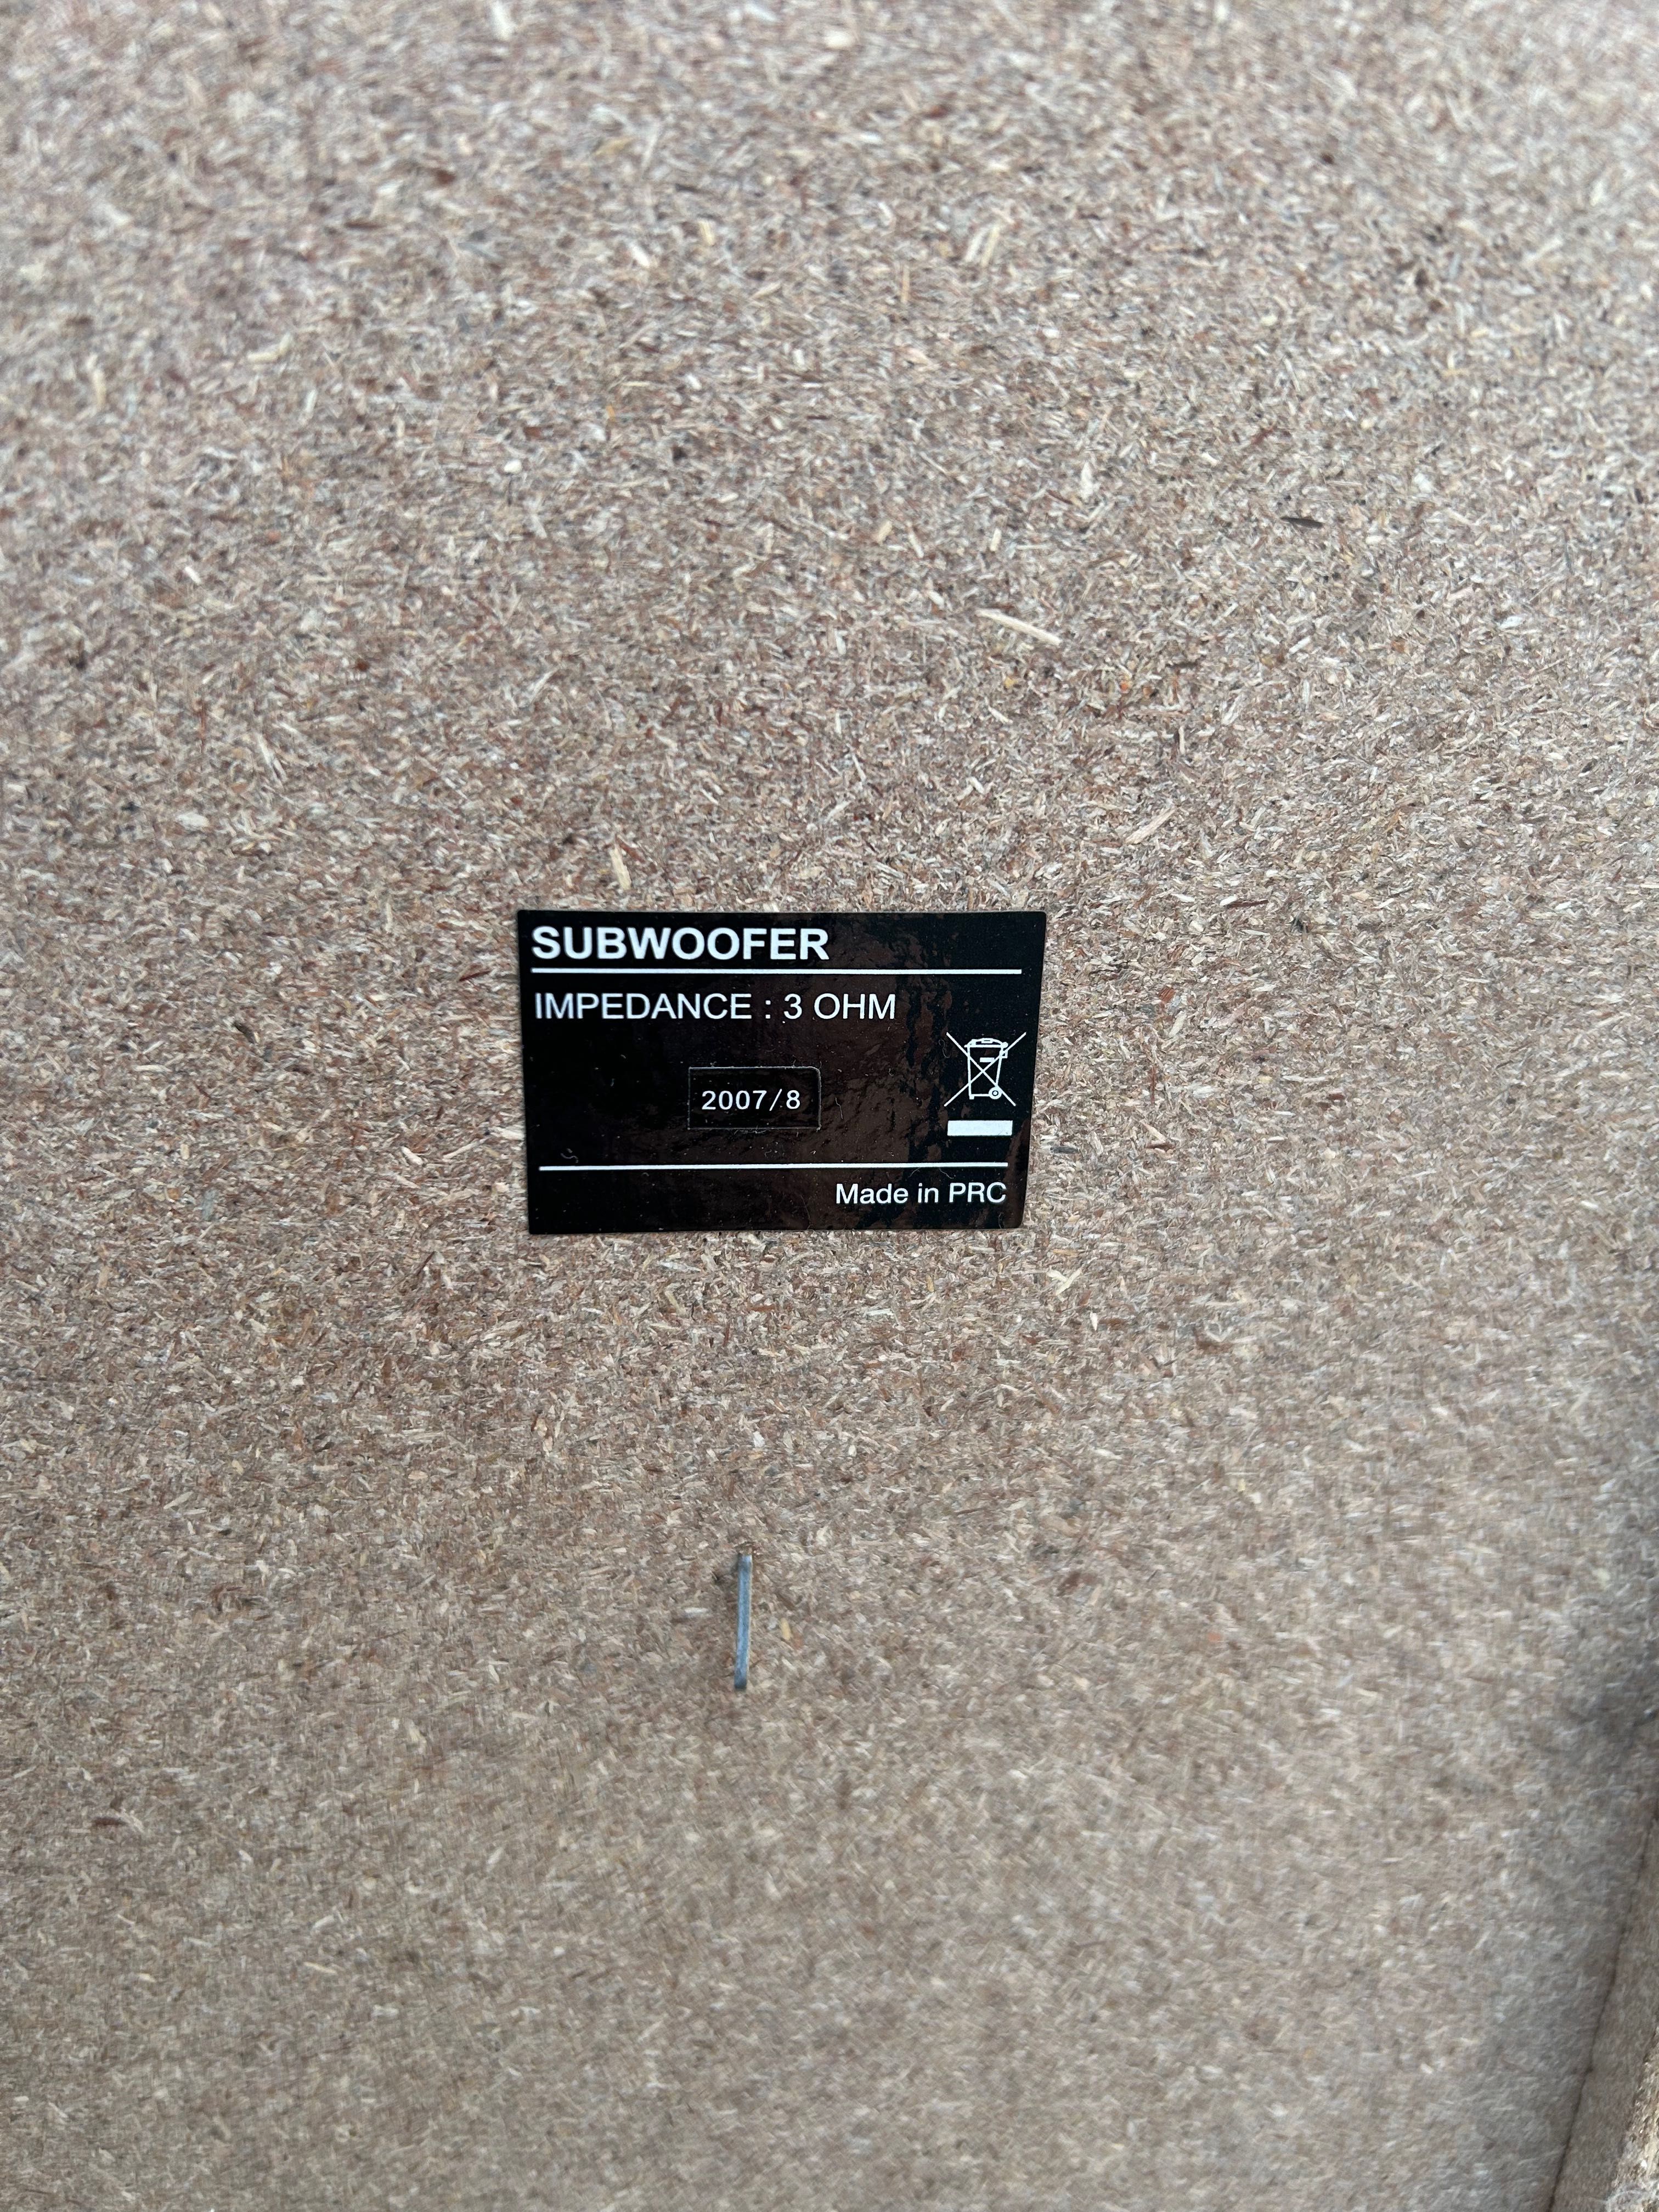 SUBWOOFER
IMPEDANCE : 3 OHM
2007/8
Made in PRC